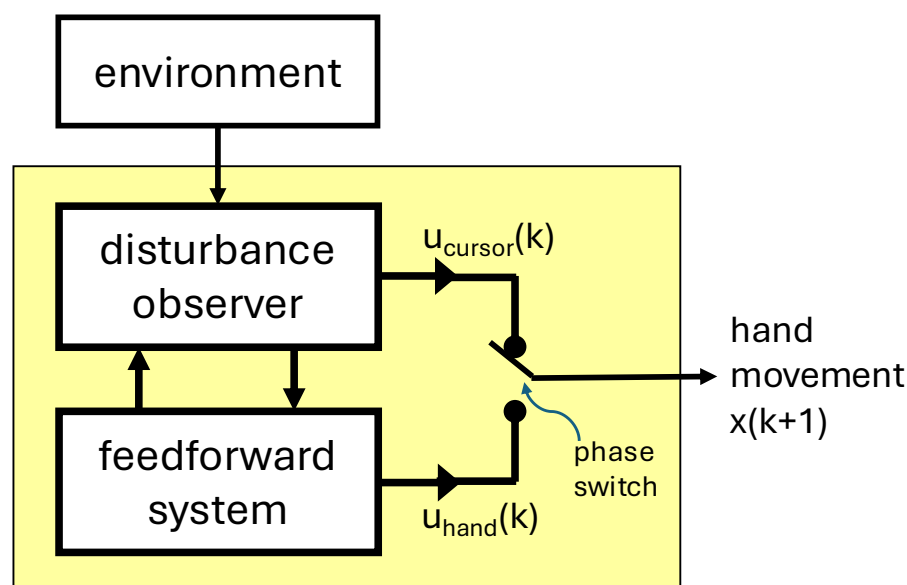 environment
disturbance
observer
u_cursor(k)
feedforward
system
u_hand(k)
phase
switch
hand
movement
x(k+1)